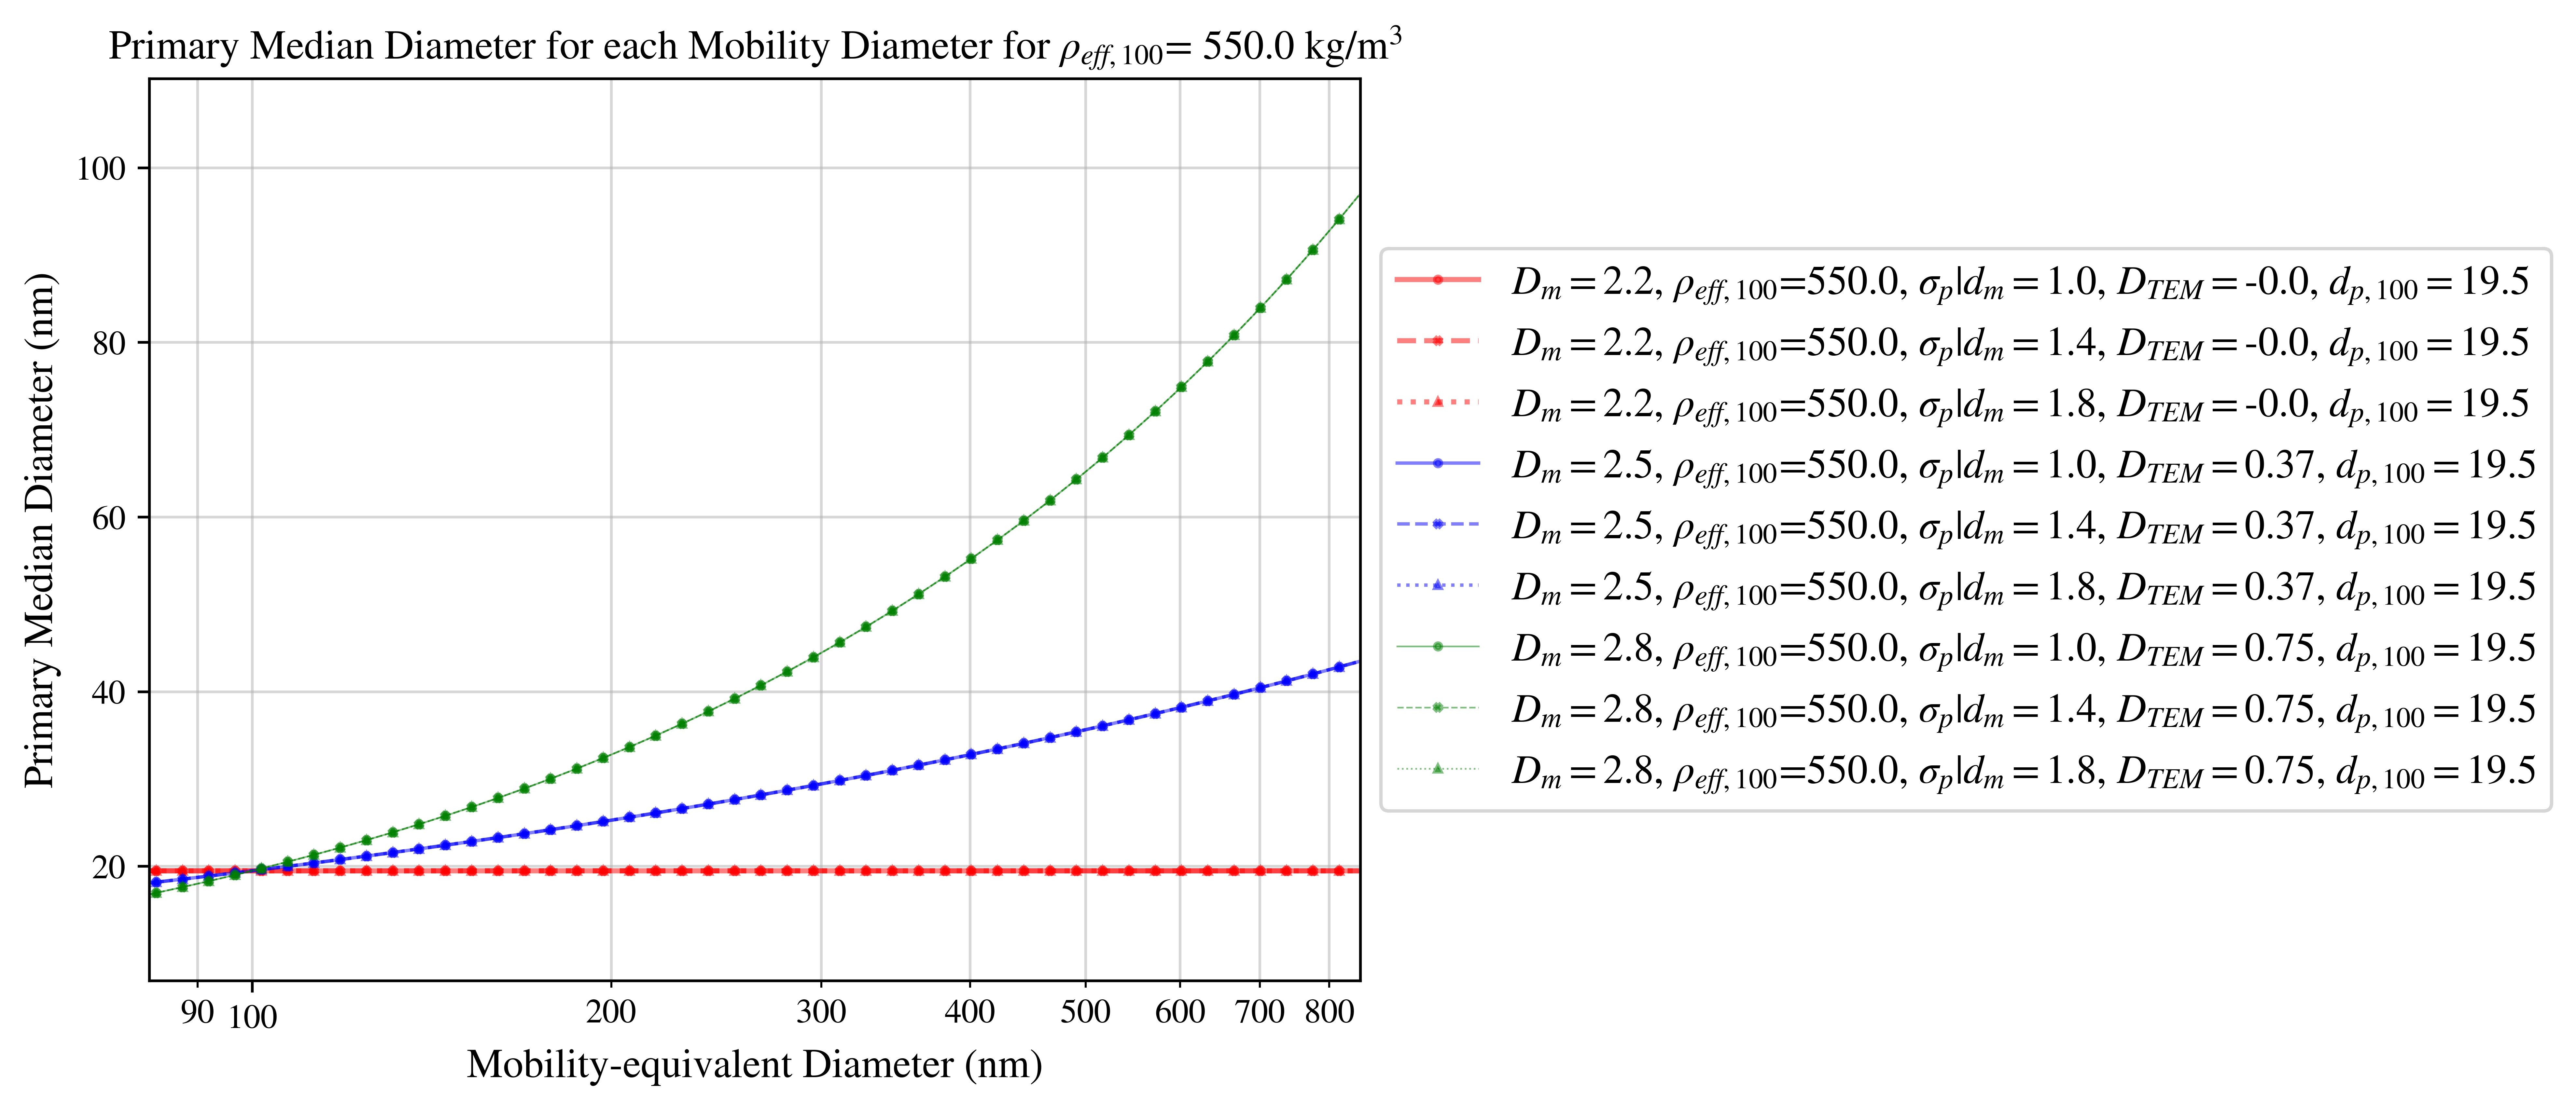 Primary Median Diameter for each Mobility Diameter for ρeff, 100= 550.0 kg/m³
Primary Median Diameter (nm)
100
80
60
40
20
90 100 200 300 400 500 600 700 800
Mobility-equivalent Diameter (nm)
Dm = 2.2, ρeff, 100=550.0, σp|dm = 1.0, DTEM = -0.0, dp, 100 = 19.5
Dm = 2.2, ρeff, 100=550.0, σp|dm = 1.4, DTEM = -0.0, dp, 100 = 19.5
Dm = 2.2, ρeff, 100=550.0, σp|dm = 1.8, DTEM = -0.0, dp, 100 = 19.5
Dm = 2.5, ρeff, 100=550.0, σp|dm = 1.0, DTEM = 0.37, dp, 100 = 19.5
Dm = 2.5, ρeff, 100=550.0, σp|dm = 1.4, DTEM = 0.37, dp, 100 = 19.5
Dm = 2.5, ρeff, 100=550.0, σp|dm = 1.8, DTEM = 0.37, dp, 100 = 19.5
Dm = 2.8, ρeff, 100=550.0, σp|dm = 1.0, DTEM = 0.75, dp, 100 = 19.5
Dm = 2.8, ρeff, 100=550.0, σp|dm = 1.4, DTEM = 0.75, dp, 100 = 19.5
Dm = 2.8, ρeff, 100=550.0, σp|dm = 1.8, DTEM = 0.75, dp, 100 = 19.5